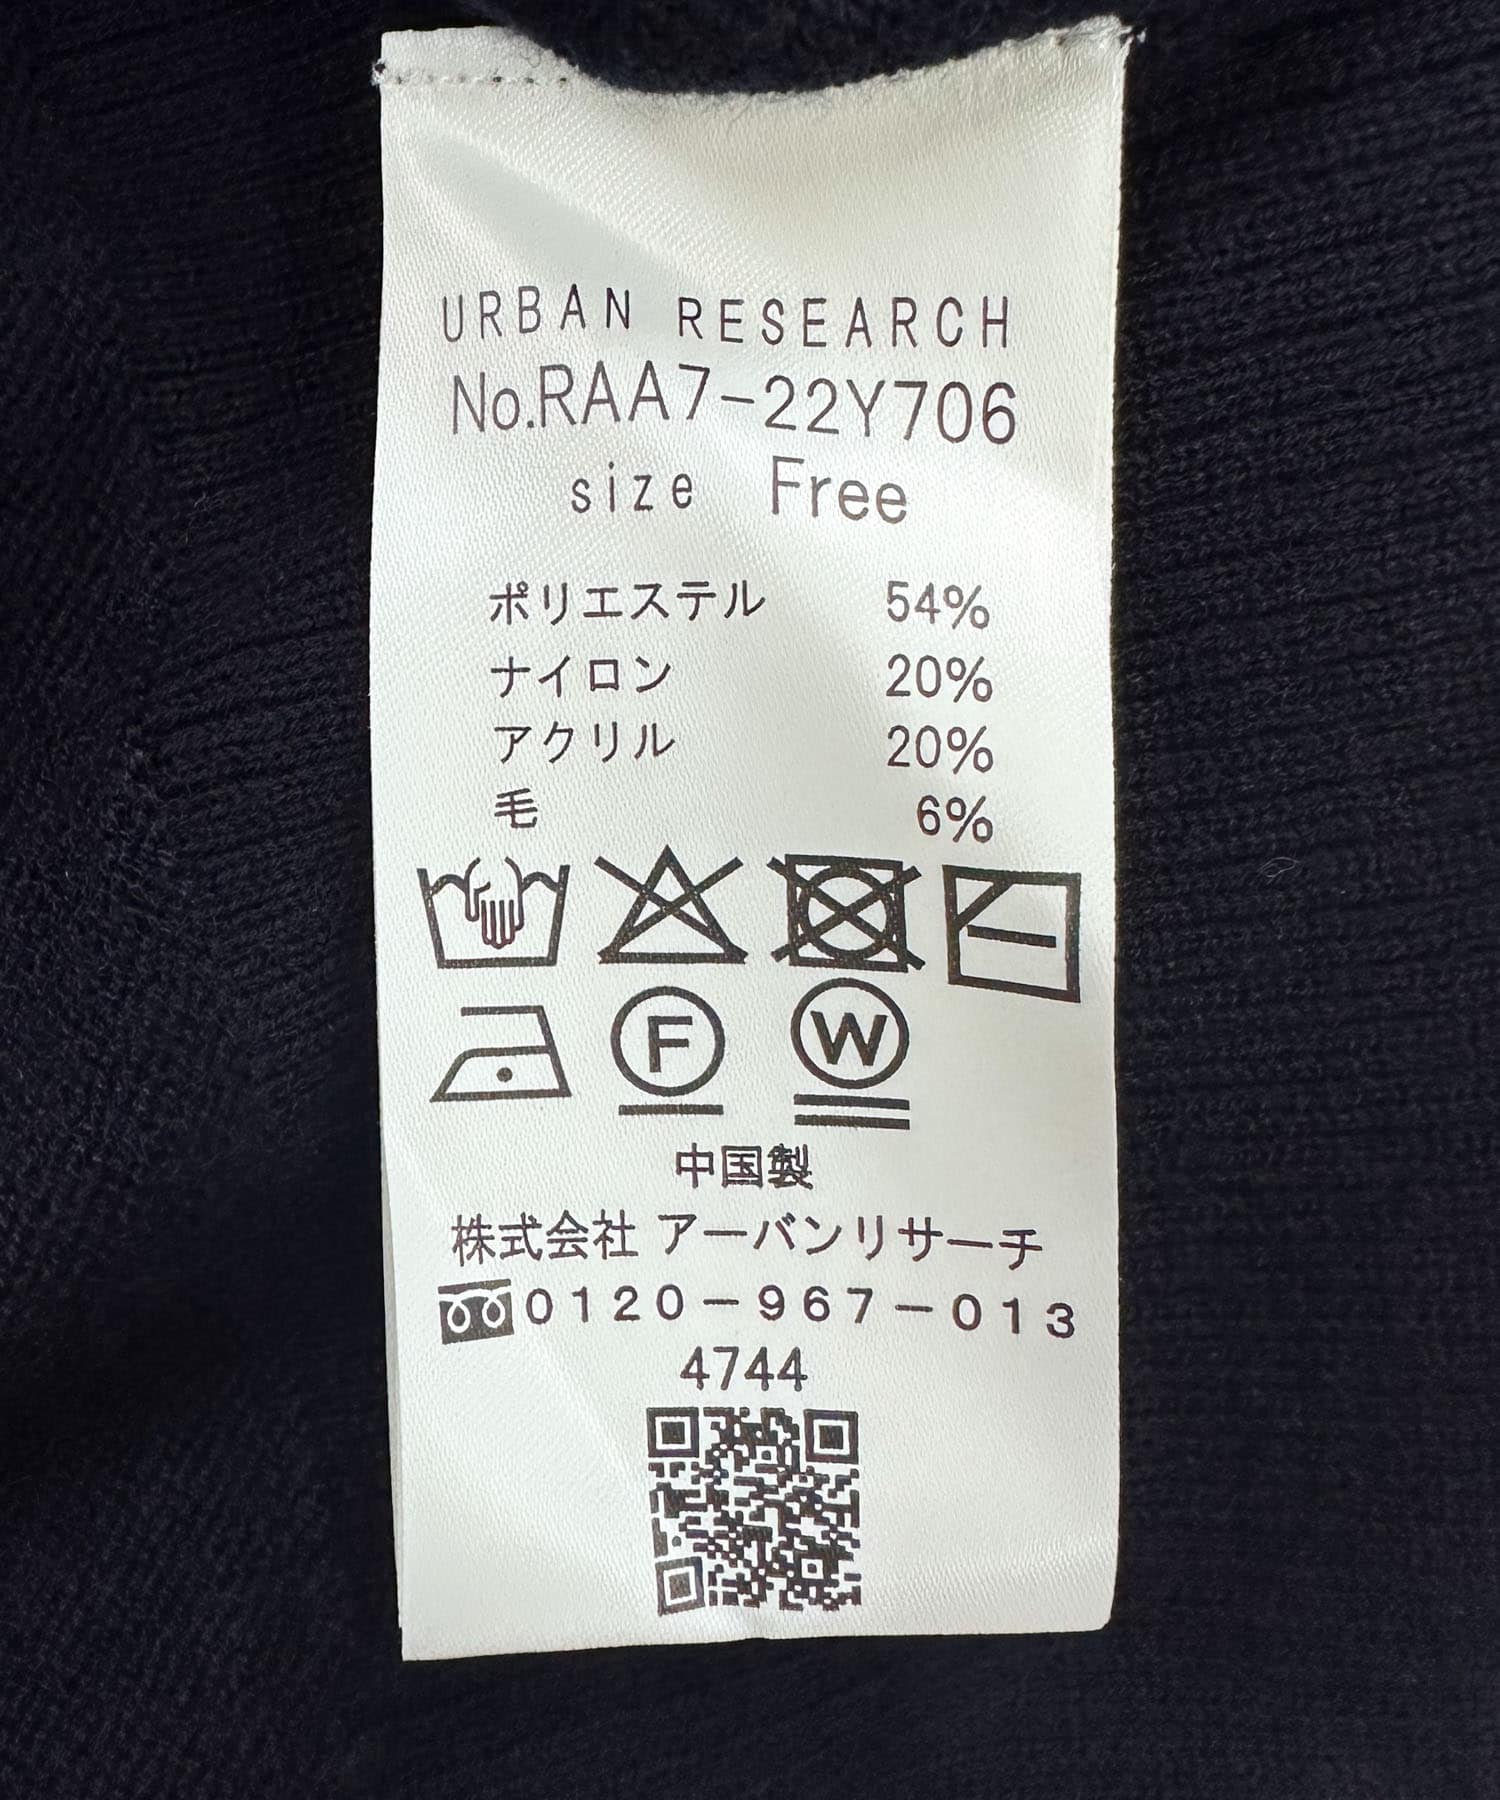 URBAN RESEARCH
No.RAA7-22Y706
size Free
ポリエステル 54%
ナイロン 20%
アクリル 20%
毛 6%
F W
中国製
株式会社 アーバンリサーチ
0120-967-013
4744